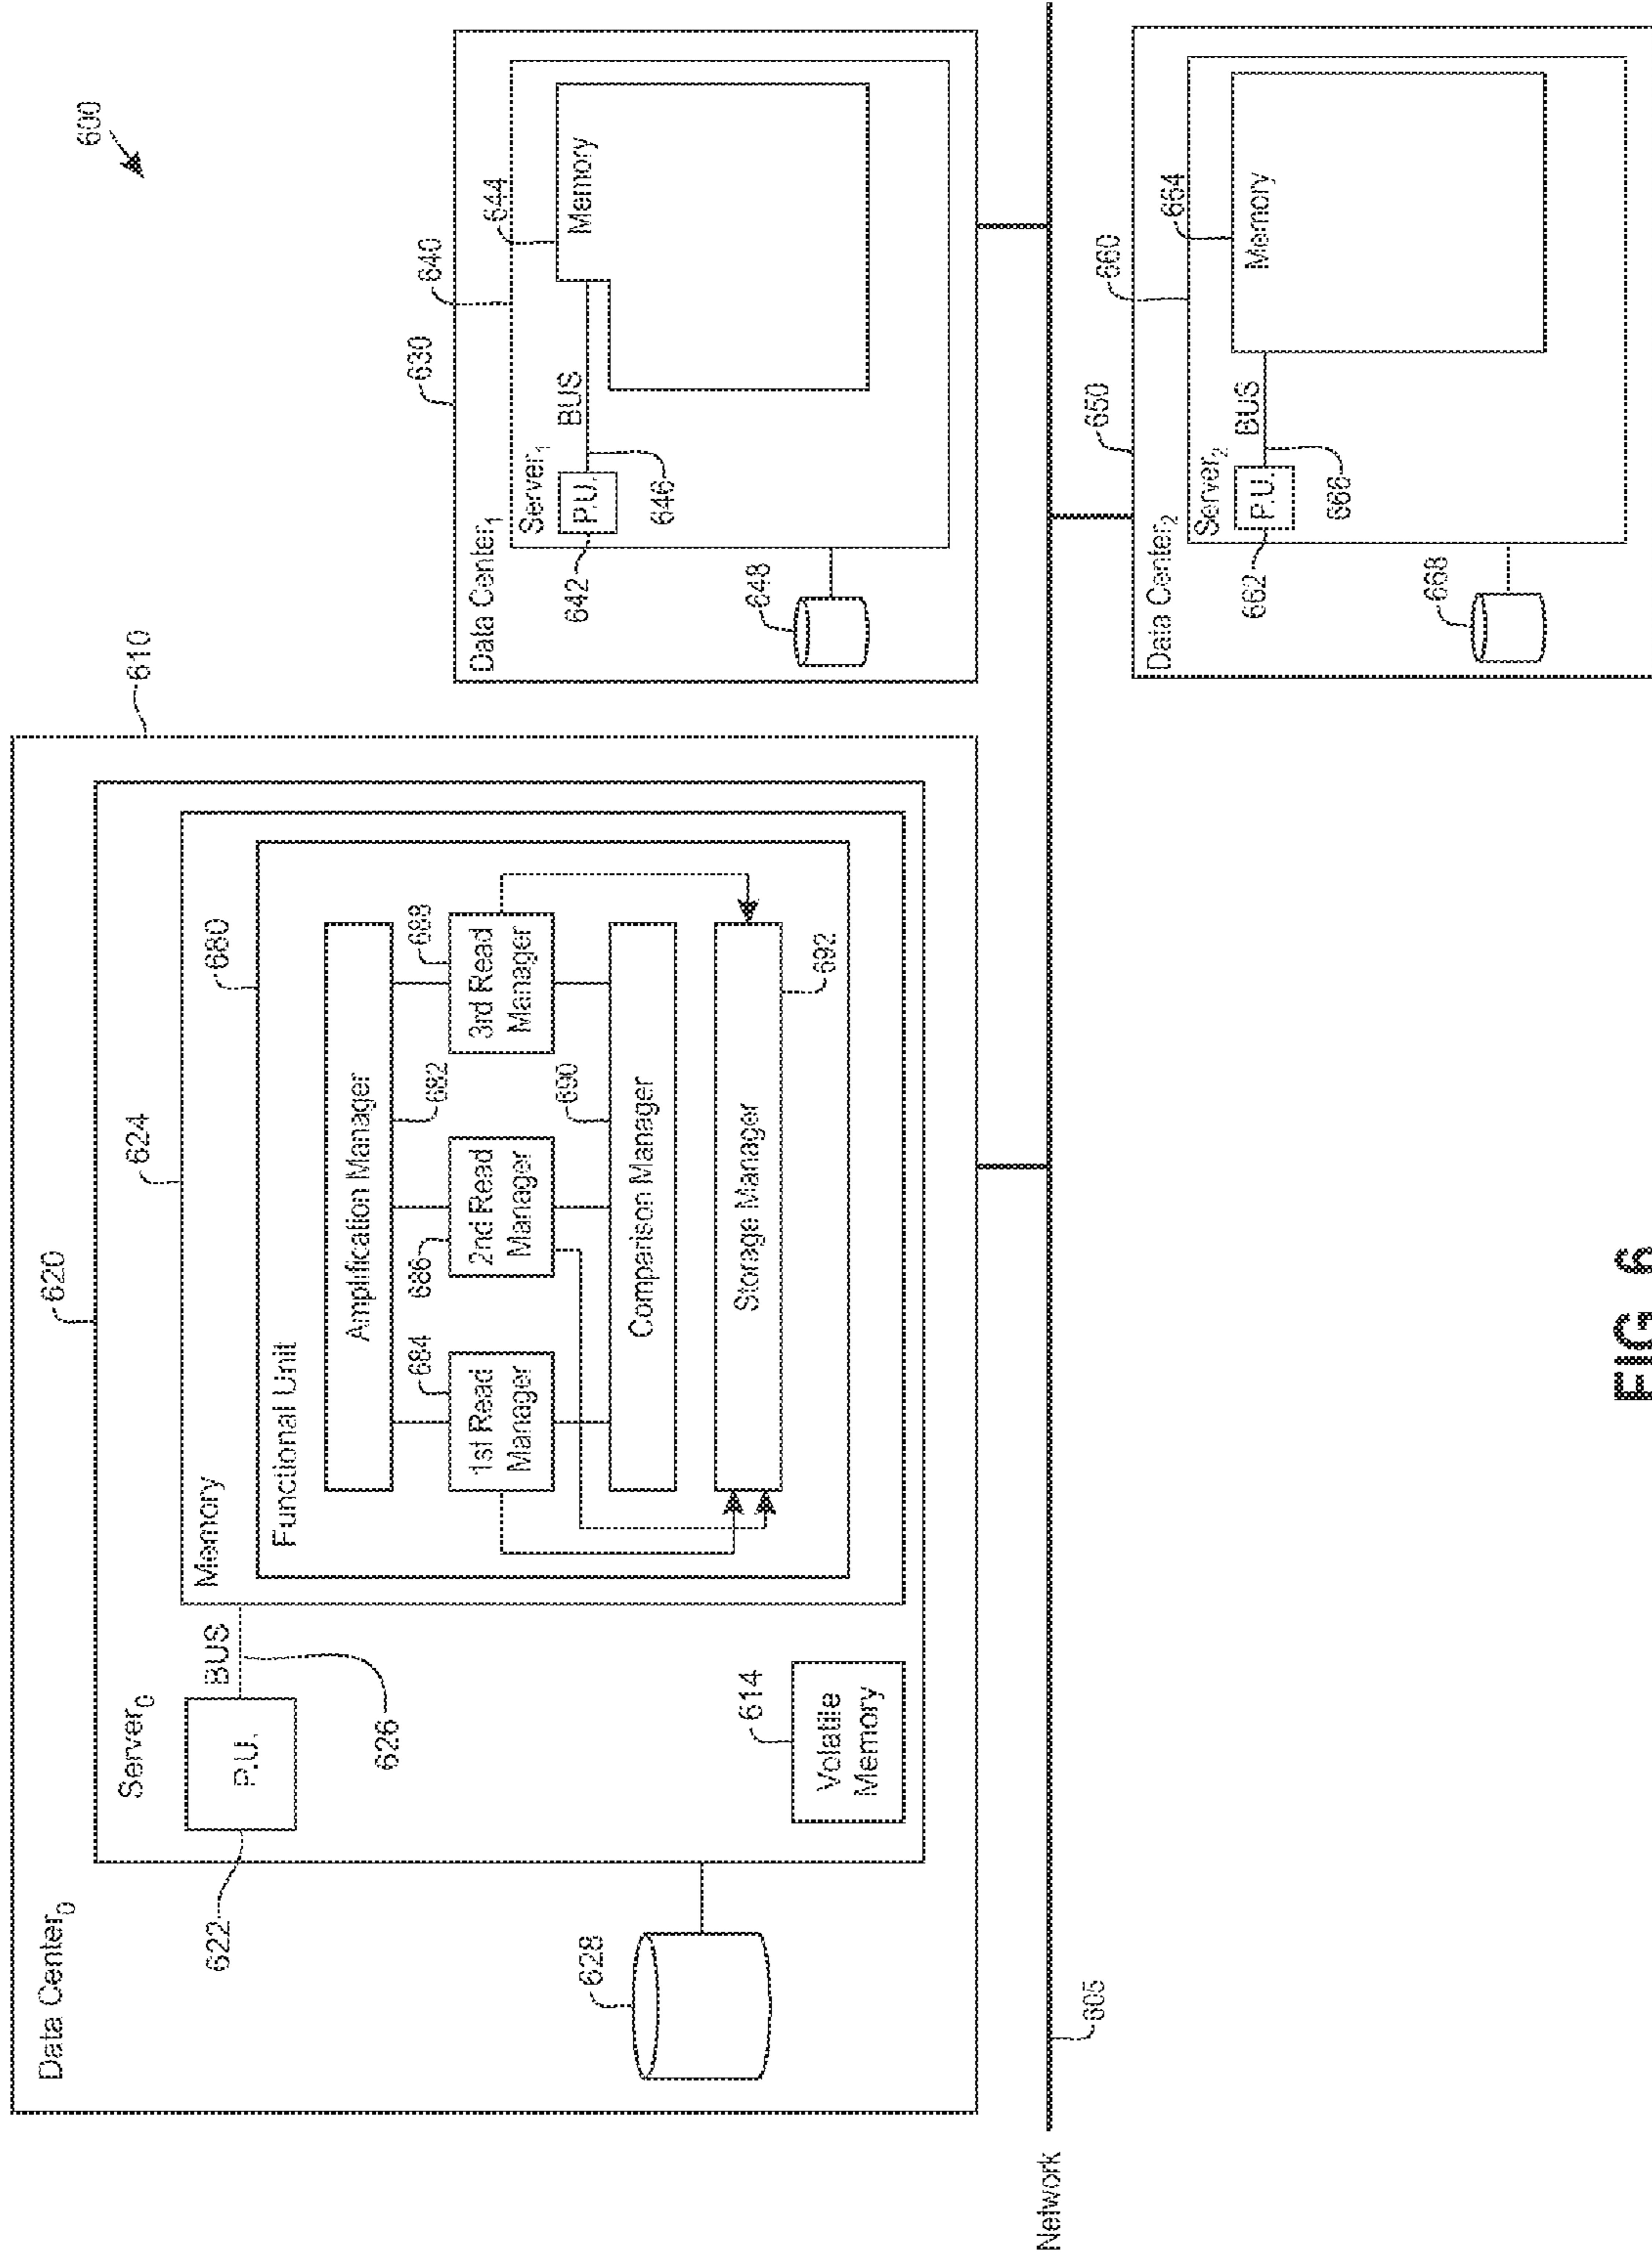 600
610
Data Center0
620
Server0
622
P.U.
BUS
626
624
Memory
680
Functional Unit
Amplification Manager
682
684
1st Read
Manager
686
2nd Read
Manager
688
3rd Read
Manager
690
Comparison Manager
Storage Manager
692
614
Volatile
Memory
628
630
Data Center1
640
Server1
642
P.U.
BUS
646
644
Memory
648
Network
605
650
Data Center2
660
Server2
662
P.U.
BUS
666
664
Memory
668
FIG. 6